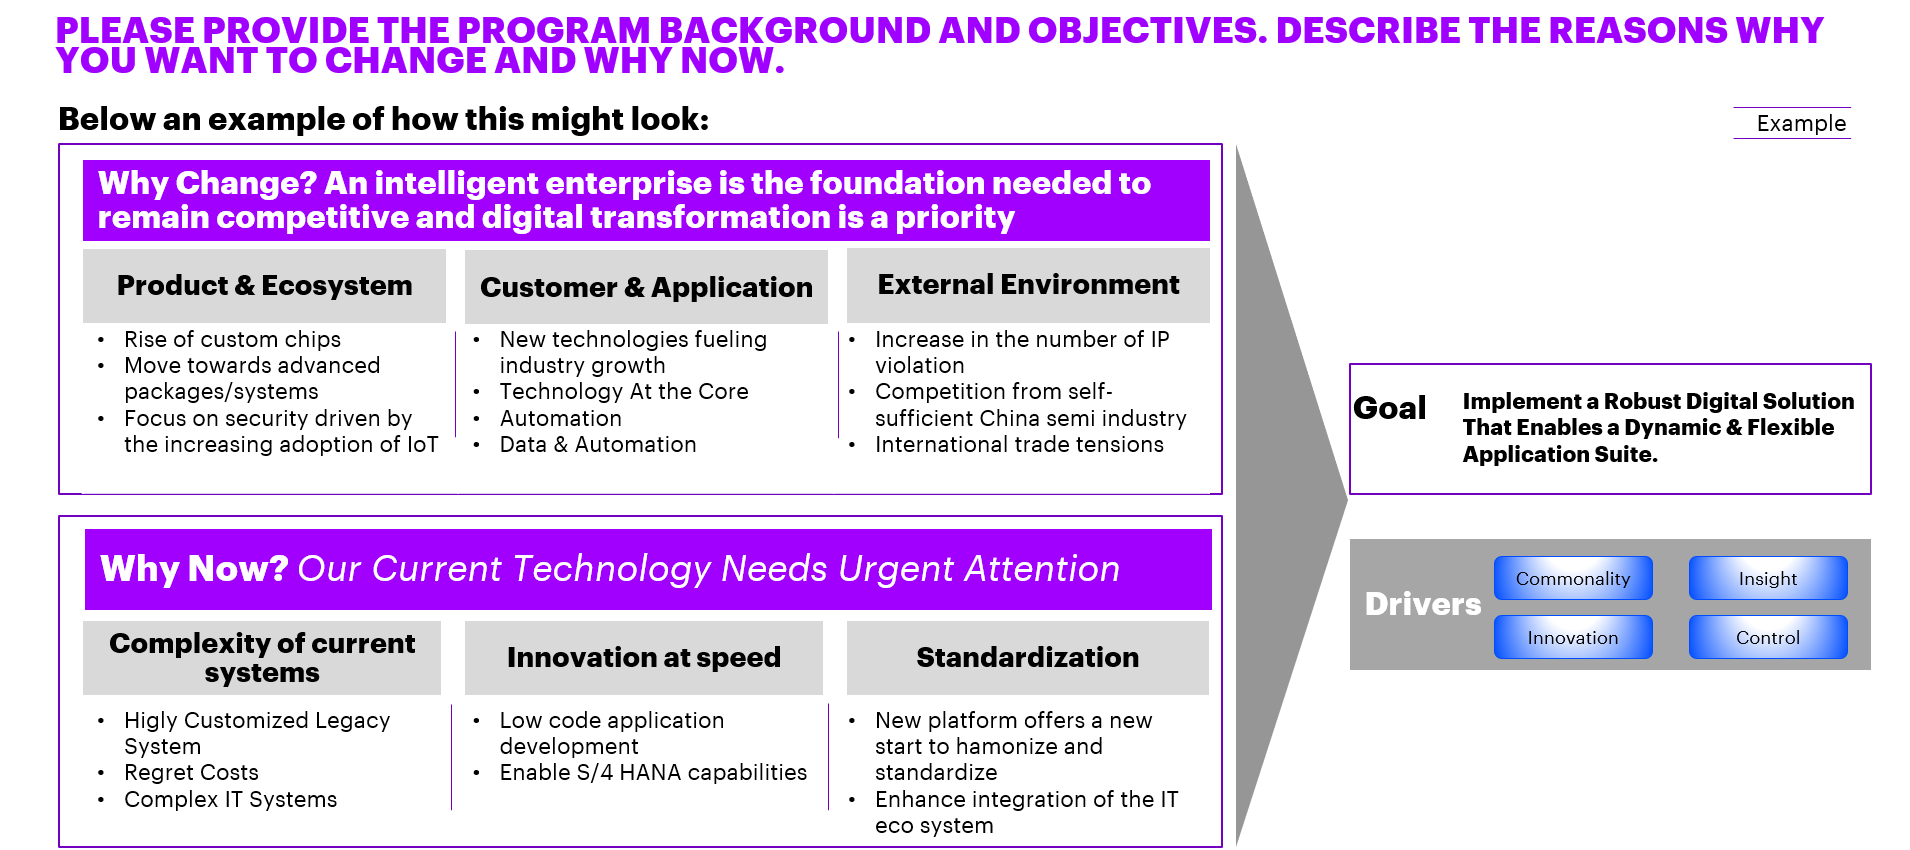 PLEASE PROVIDE THE PROGRAM BACKGROUND AND OBJECTIVES. DESCRIBE THE REASONS WHY
YOU WANT TO CHANGE AND WHY NOW.
Below an example of how this might look:
Example
Why Change? An intelligent enterprise is the foundation needed to
remain competitive and digital transformation is a priority
Product & Ecosystem
• Rise of custom chips
• Move towards advanced
packages/systems
• Focus on security driven by
the increasing adoption of IoT
Customer & Application
• New technologies fueling
industry growth
• Technology At the Core
• Automation
• Data & Automation
External Environment
• Increase in the number of IP
violation
• Competition from self-
sufficient China semi industry
• International trade tensions
Why Now? Our Current Technology Needs Urgent Attention
Complexity of current
systems
• Higly Customized Legacy
System
• Regret Costs
• Complex IT Systems
Innovation at speed
• Low code application
development
• Enable S/4 HANA capabilities
Standardization
• New platform offers a new
start to hamonize and
standardize
• Enhance integration of the IT
eco system
Goal
Implement a Robust Digital Solution
That Enables a Dynamic & Flexible
Application Suite.
Drivers
Commonality
Insight
Innovation
Control